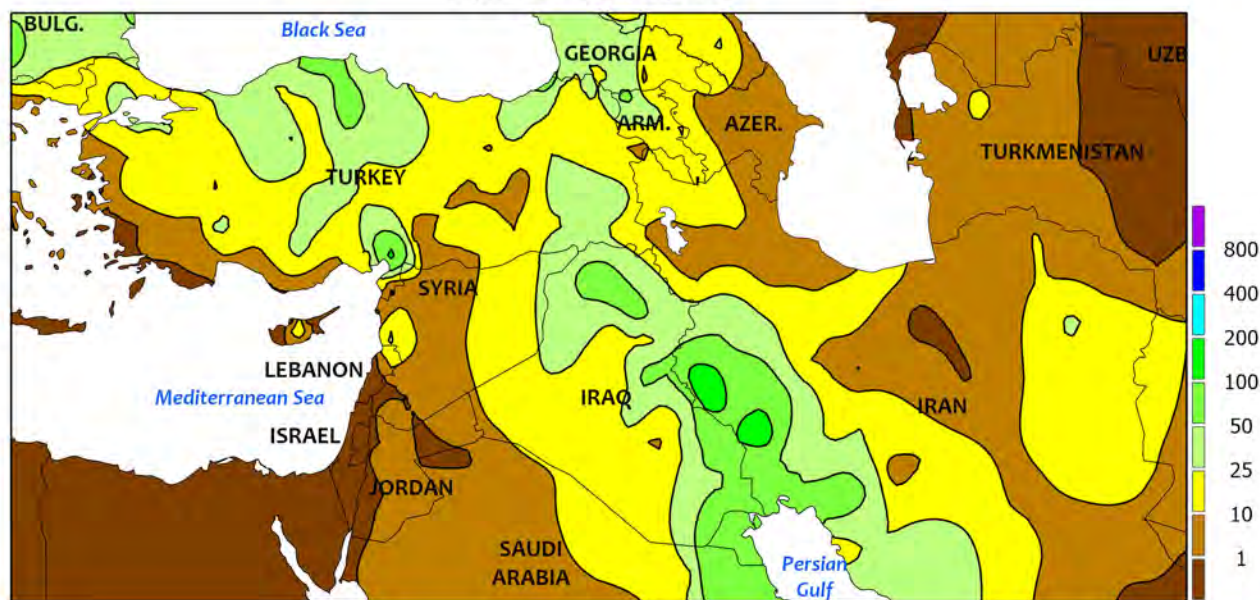 BULG.
Black Sea
GEORGIA
UZB
ARM.
AZER.
TURKMENISTAN
TURKEY
SYRIA
LEBANON
Mediterranean Sea
IRAQ
IRAN
ISRAEL
JORDAN
SAUDI
ARABIA
Persian
Gulf
800
400
200
100
50
25
10
1